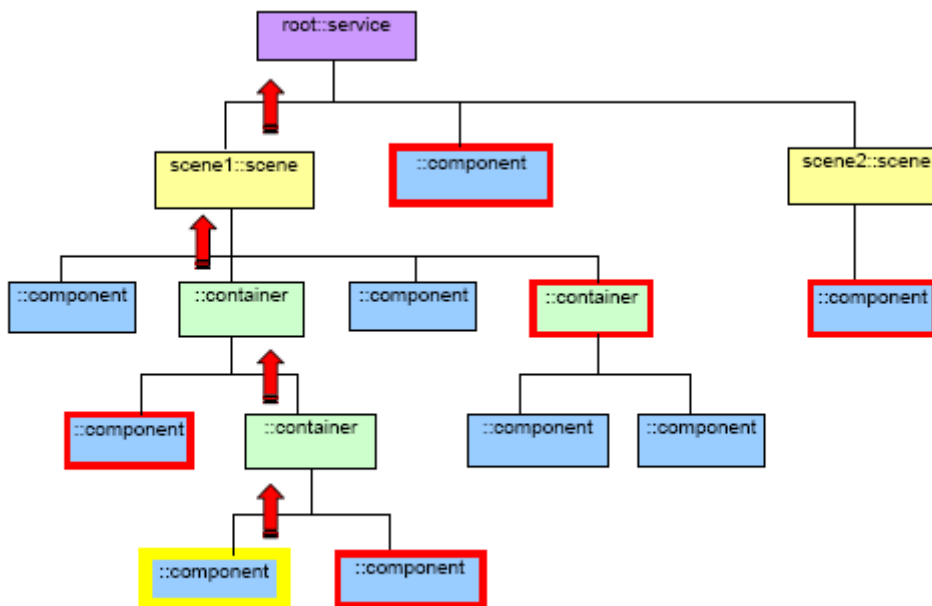 root::service
scene1::scene
::component
scene2::scene
::component
::container
::component
::container
::component
::component
::container
::component
::component
::component
::component